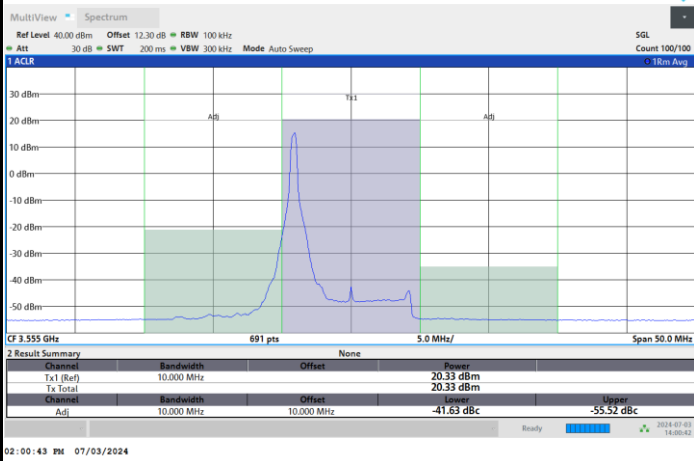 MultiView Spectrum
Ref Level 40.00 dBm Offset 12.30 dB RBW 100 kHz SGL
Att 30 dB SWT 200 ms VBW 300 kHz Mode Auto Sweep Count 100/100
1 ACLR 1Rm Avg
30 dBm
Tx1
20 dBm
Adj Adj
10 dBm
0 dBm
-10 dBm
-20 dBm
-30 dBm
-40 dBm
-50 dBm
CF 3.555 GHz 691 pts 5.0 MHz/ Span 50.0 MHz
2 Result Summary None
Channel Bandwidth Offset Power
Tx1 (Ref) 10.000 MHz 20.33 dBm
Tx Total 20.33 dBm
Channel Bandwidth Offset Lower Upper
Adj 10.000 MHz 10.000 MHz -41.63 dBc -55.52 dBc
Ready 2024-07-03
14:00:42
02:00:43 PM 07/03/2024